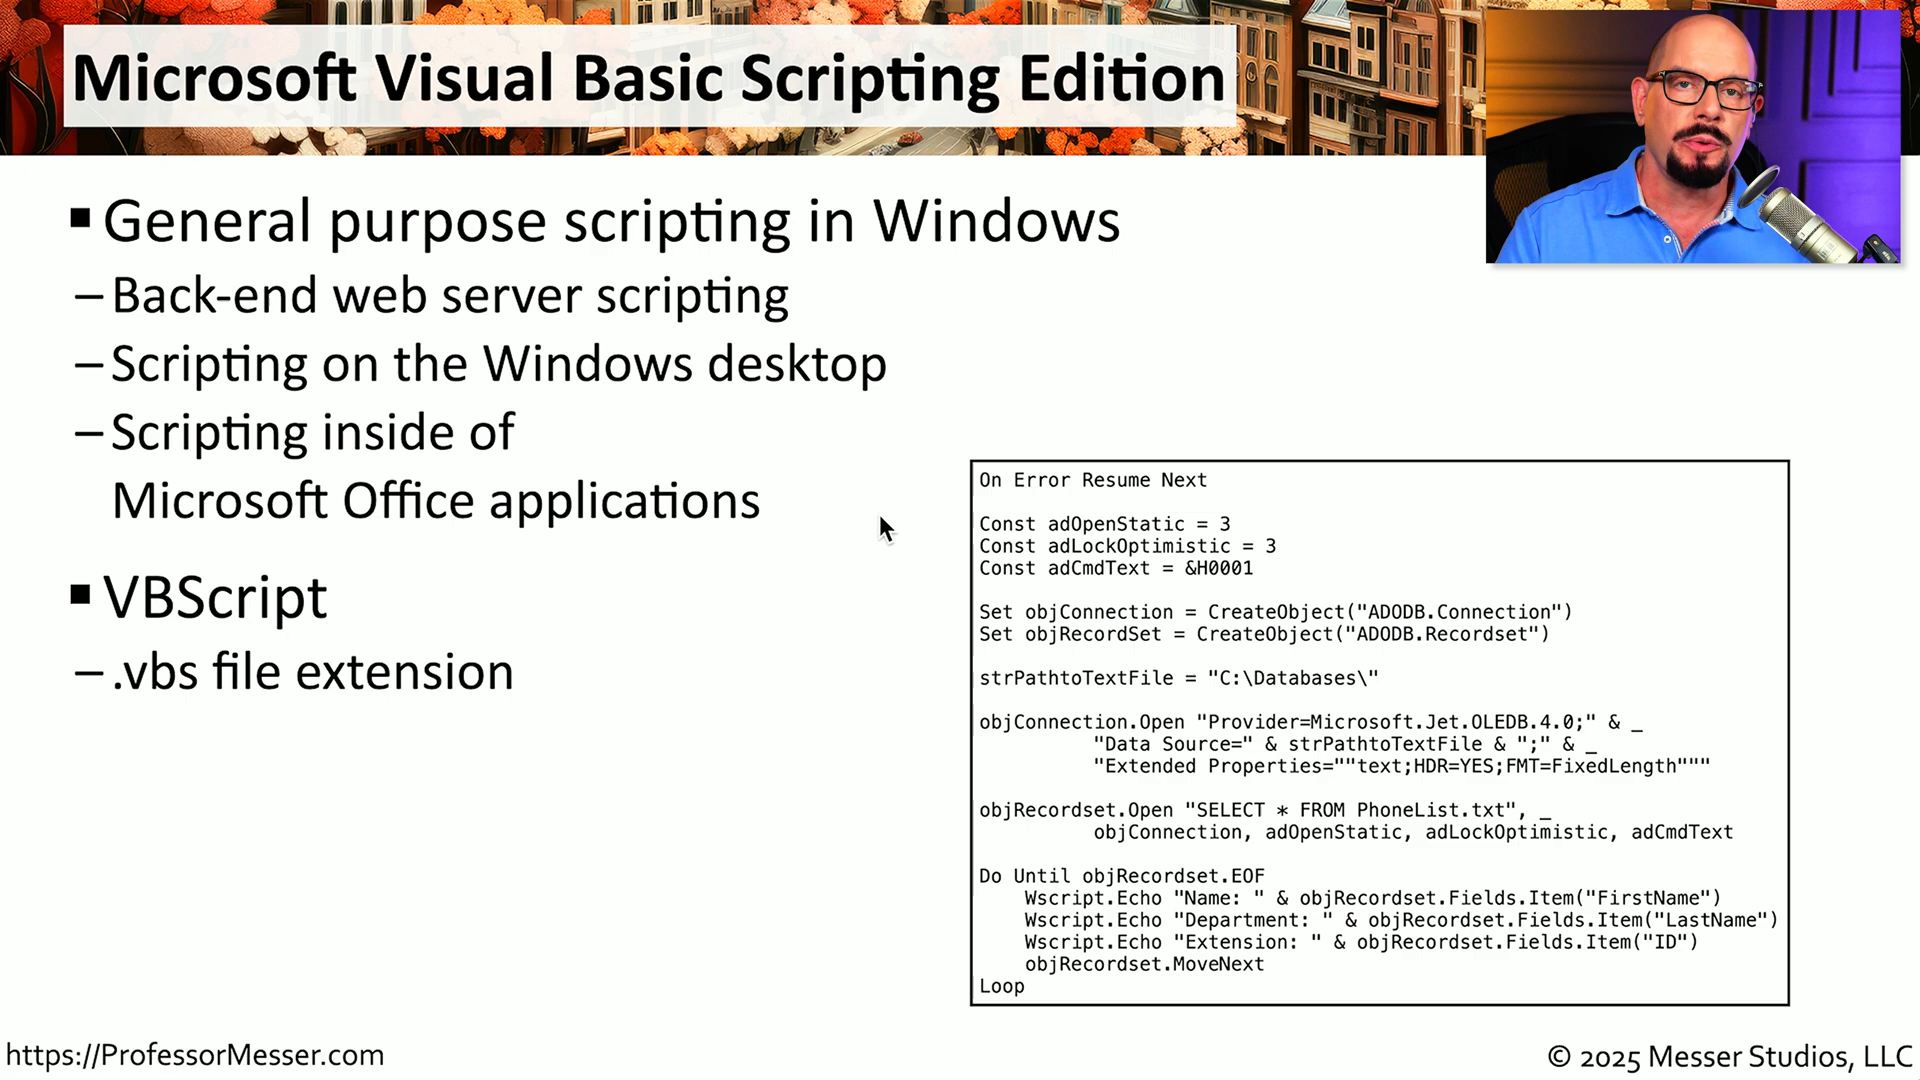 Microsoft Visual Basic Scripting Edition
▪ General purpose scripting in Windows
– Back-end web server scripting
– Scripting on the Windows desktop
– Scripting inside of
Microsoft Office applications
▪ VBScript
– .vbs file extension
On Error Resume Next
Const adOpenStatic = 3
Const adLockOptimistic = 3
Const adCmdText = &H0001
Set objConnection = CreateObject("ADODB.Connection")
Set objRecordSet = CreateObject("ADODB.Recordset")
strPathtoTextFile = "C:\Databases\"
objConnection.Open "Provider=Microsoft.Jet.OLEDB.4.0;" & _
"Data Source=" & strPathtoTextFile & ";" & _
"Extended Properties=""text;HDR=YES;FMT=FixedLength"""
objRecordset.Open "SELECT * FROM PhoneList.txt", _
objConnection, adOpenStatic, adLockOptimistic, adCmdText
Do Until objRecordset.EOF
Wscript.Echo "Name: " & objRecordset.Fields.Item("FirstName")
Wscript.Echo "Department: " & objRecordset.Fields.Item("LastName")
Wscript.Echo "Extension: " & objRecordset.Fields.Item("ID")
objRecordset.MoveNext
Loop
https://ProfessorMesser.com
© 2025 Messer Studios, LLC